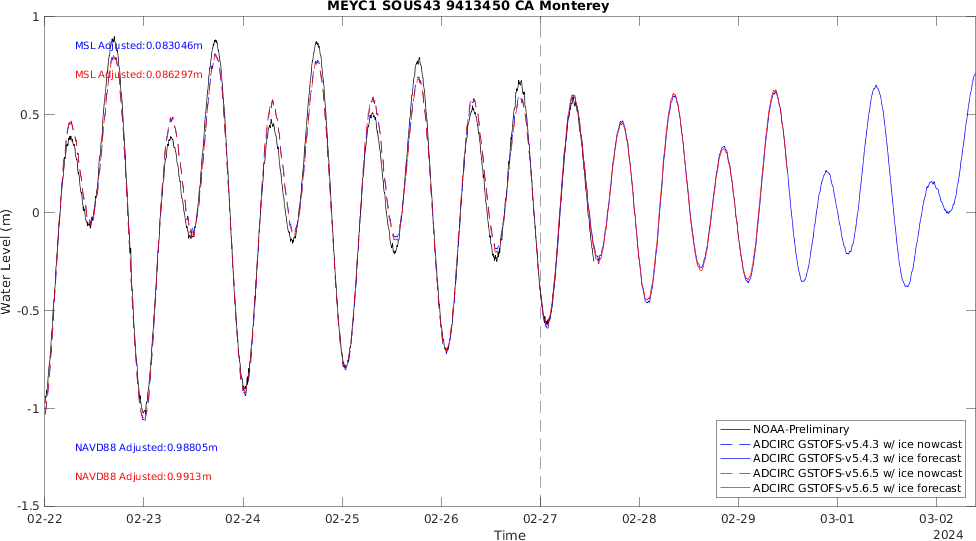 MEYC1 SOUS43 9413450 CA Monterey
1
0.5
0
-0.5
-1
-1.5
Water Level (m)
MSL Adjusted:0.083046m
MSL Adjusted:0.086297m
NAVD88 Adjusted:0.98805m
NAVD88 Adjusted:0.9913m
NOAA-Preliminary
ADCIRC GSTOFS-v5.4.3 w/ ice nowcast
ADCIRC GSTOFS-v5.4.3 w/ ice forecast
ADCIRC GSTOFS-v5.6.5 w/ ice nowcast
ADCIRC GSTOFS-v5.6.5 w/ ice forecast
02-22 02-23 02-24 02-25 02-26 02-27 02-28 02-29 03-01 03-02
Time
2024